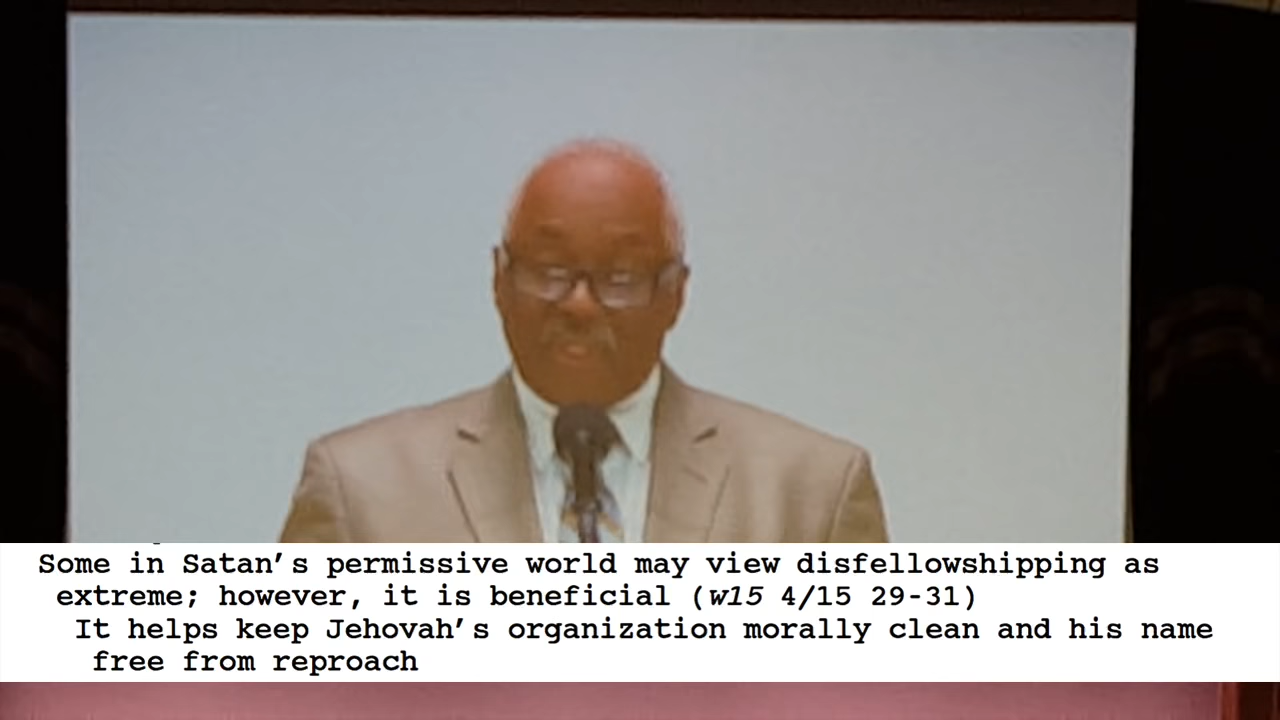 Some in Satan’s permissive world may view disfellowshipping as
extreme; however, it is beneficial (w15 4/15 29-31)
It helps keep Jehovah’s organization morally clean and his name
free from reproach